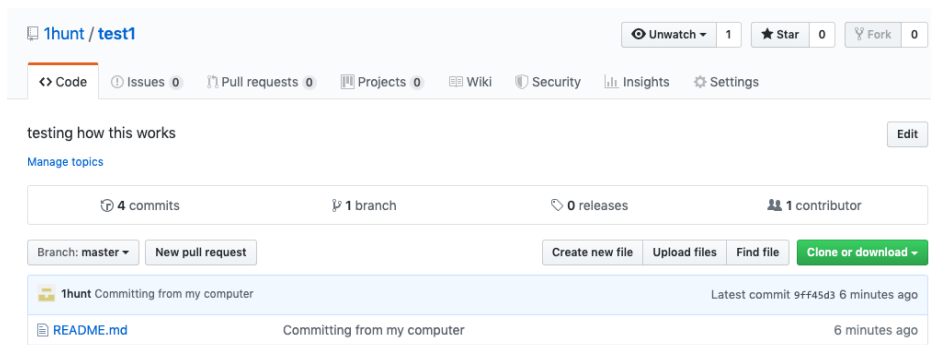 1hunt / test1 Unwatch 1 Star 0 Fork 0
Code Issues 0 Pull requests 0 Projects 0 Wiki Security Insights Settings
testing how this works Edit
Manage topics
4 commits 1 branch 0 releases 1 contributor
Branch: master New pull request Create new file Upload files Find file Clone or download
1hunt Committing from my computer Latest commit 9ff45d3 6 minutes ago
README.md Committing from my computer 6 minutes ago